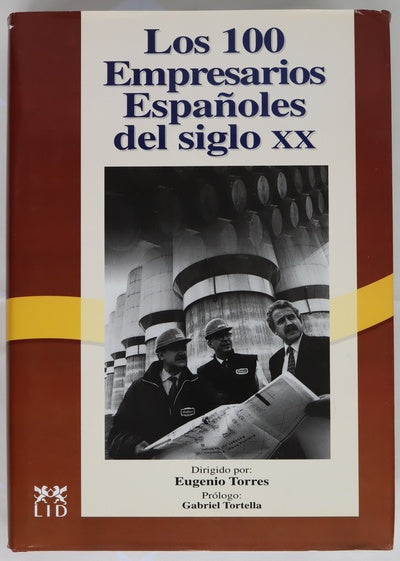 Los 100
Empresarios
Españoles
del siglo XX
Dirigido por:
Eugenio Torres
Prólogo:
Gabriel Tortella
LID